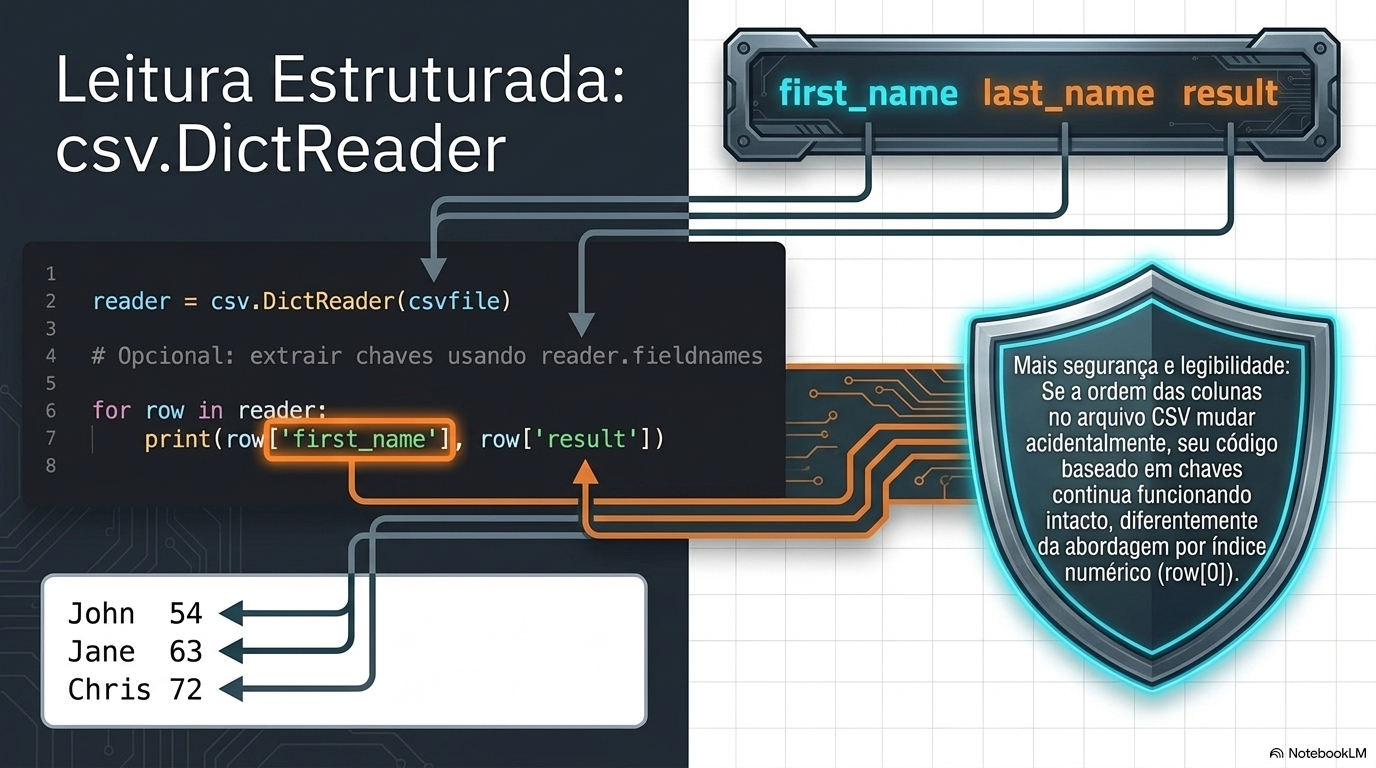 Leitura Estruturada:
csv.DictReader
first_name last_name result
1
2 reader = csv.DictReader(csvfile)
3
4 # Opcional: extrair chaves usando reader.fieldnames
5
6 for row in reader:
7 print(row['first_name'], row['result'])
8
Mais segurança e legibilidade:
Se a ordem das colunas
no arquivo CSV mudar
acidentalmente, seu código
baseado em chaves
continua funcionando
intacto, diferentemente
da abordagem por índice
numérico (row[0]).
John 54
Jane 63
Chris 72
NotebookLM